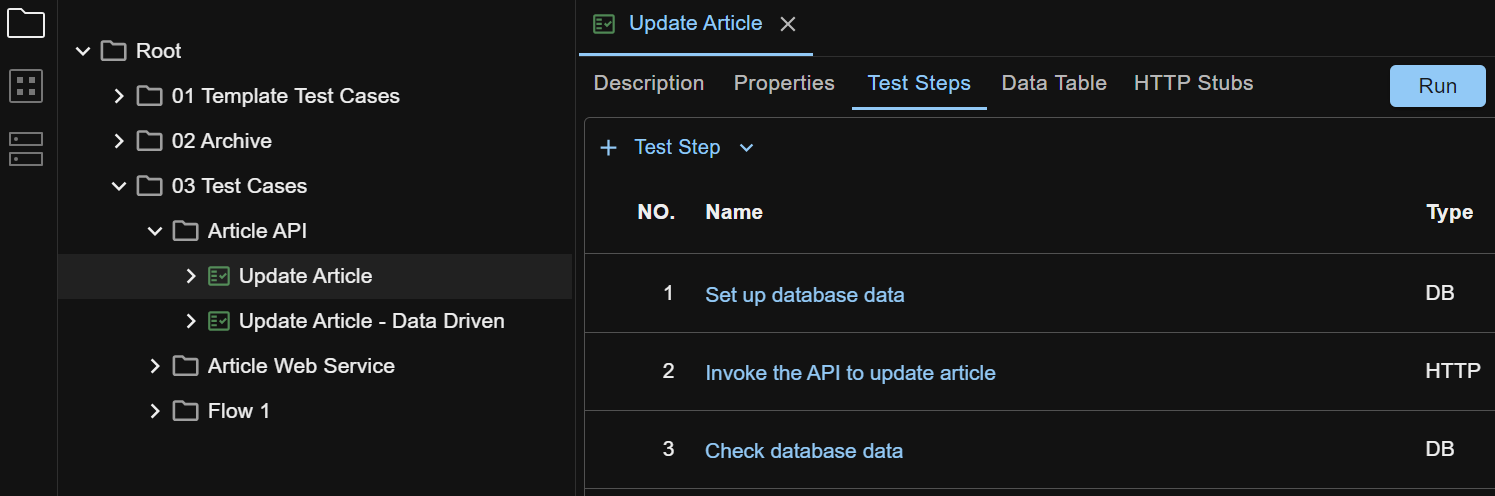 Root
01 Template Test Cases
02 Archive
03 Test Cases
Article API
Update Article
Update Article - Data Driven
Article Web Service
Flow 1
Update Article
Description Properties Test Steps Data Table HTTP Stubs Run
Test Step
NO. Name Type
1 Set up database data DB
2 Invoke the API to update article HTTP
3 Check database data DB